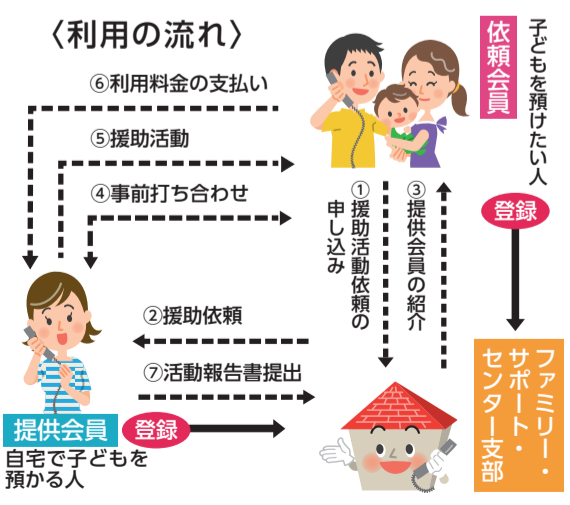 〈利用の流れ〉
⑥利用料金の支払い
⑤援助活動
④事前打ち合わせ
依頼会員
子どもを預けたい人
登録
①援助活動依頼の
申し込み
③提供会員の紹介
②援助依頼
⑦活動報告書提出
提供会員
登録
自宅で子どもを
預かる人
ファミリー・
サポート・
センター支部